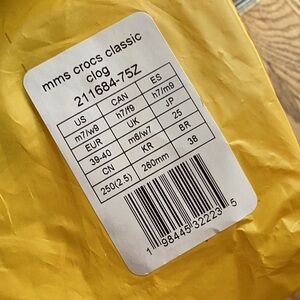 mms crocs classic
clog
211684-75Z
US CAN ES
m7/w9 h7/f9 h7/m9
EUR UK JP
39-40 m6/w7 25
CN KR BR
250(2.5) 260mm 38
1 98445 32223 5